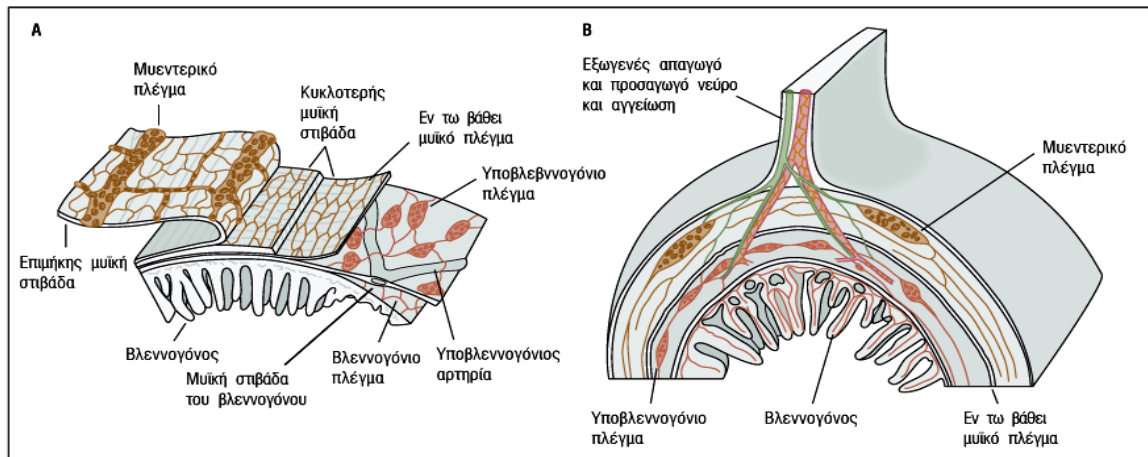 A
Μυεντερικό
πλέγμα
Κυκλοτερής
μυϊκή
στιβάδα
Εν τω βάθει
μυϊκό πλέγμα
Υποβλεβννογόνιο
πλέγμα
Επιμήκης μυϊκή
στιβάδα
Βλεννογόνος
Μυϊκή στιβάδα
του βλεννογόνου
Βλεννογόνιο
πλέγμα
Υποβλεννογόνιος
αρτηρία
B
Εξωγενές απαγωγό
και προσαγωγό νεύρο
και αγγείωση
Μυεντερικό
πλέγμα
Υποβλεννογόνιο
πλέγμα
Βλεννογόνος
Εν τω βάθει
μυϊκό πλέγμα